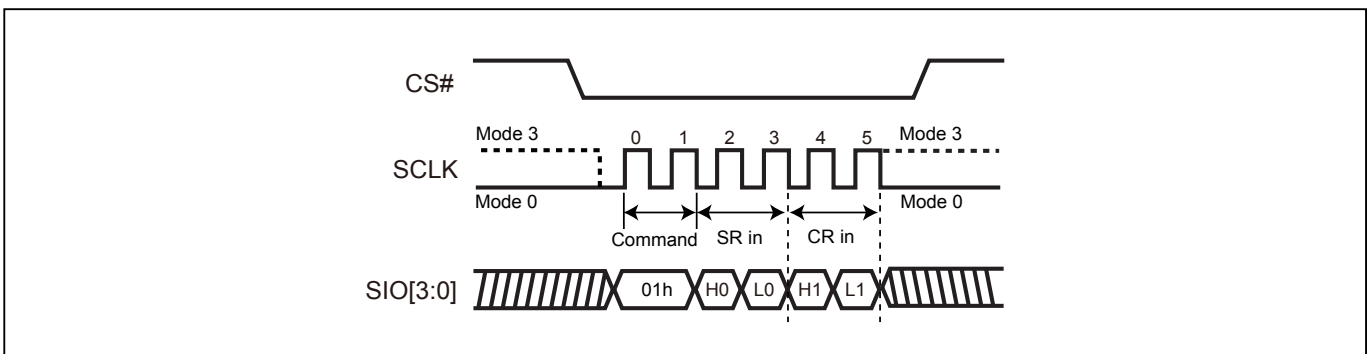 CS#
Mode 3 0 1 2 3 4 5 Mode 3
SCLK
Mode 0 Mode 0
Command SR in CR in
SIO[3:0] 01h H0 L0 H1 L1